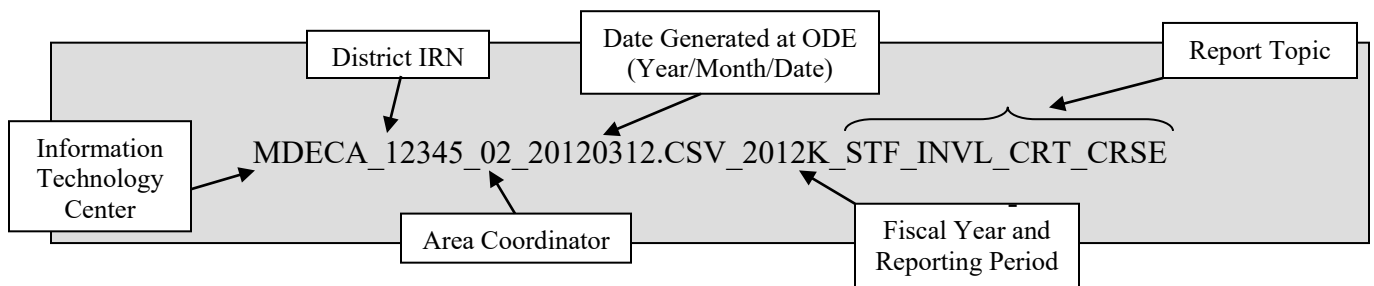 District IRN
Date Generated at ODE
(Year/Month/Date)
Report Topic
Information
Technology
Center
MDECA_12345_02_20120312.CSV_2012K_STF_INVL_CRT_CRSE
Area Coordinator
Fiscal Year and
Reporting Period